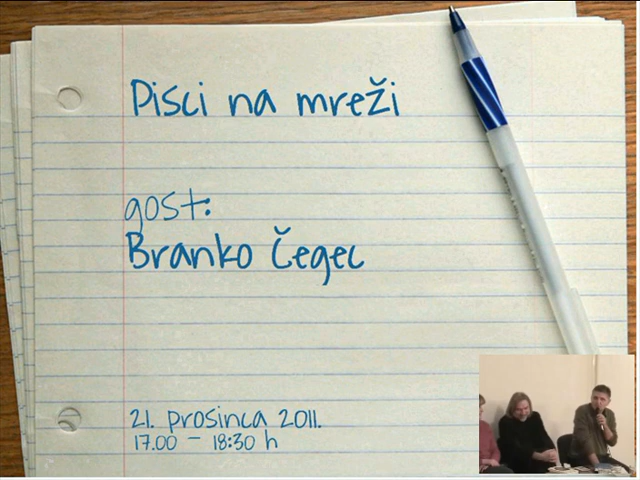 Pisci na mreži
gost:
Branko Čegec
21. prosinca 2011.
17.00 - 18:30 h